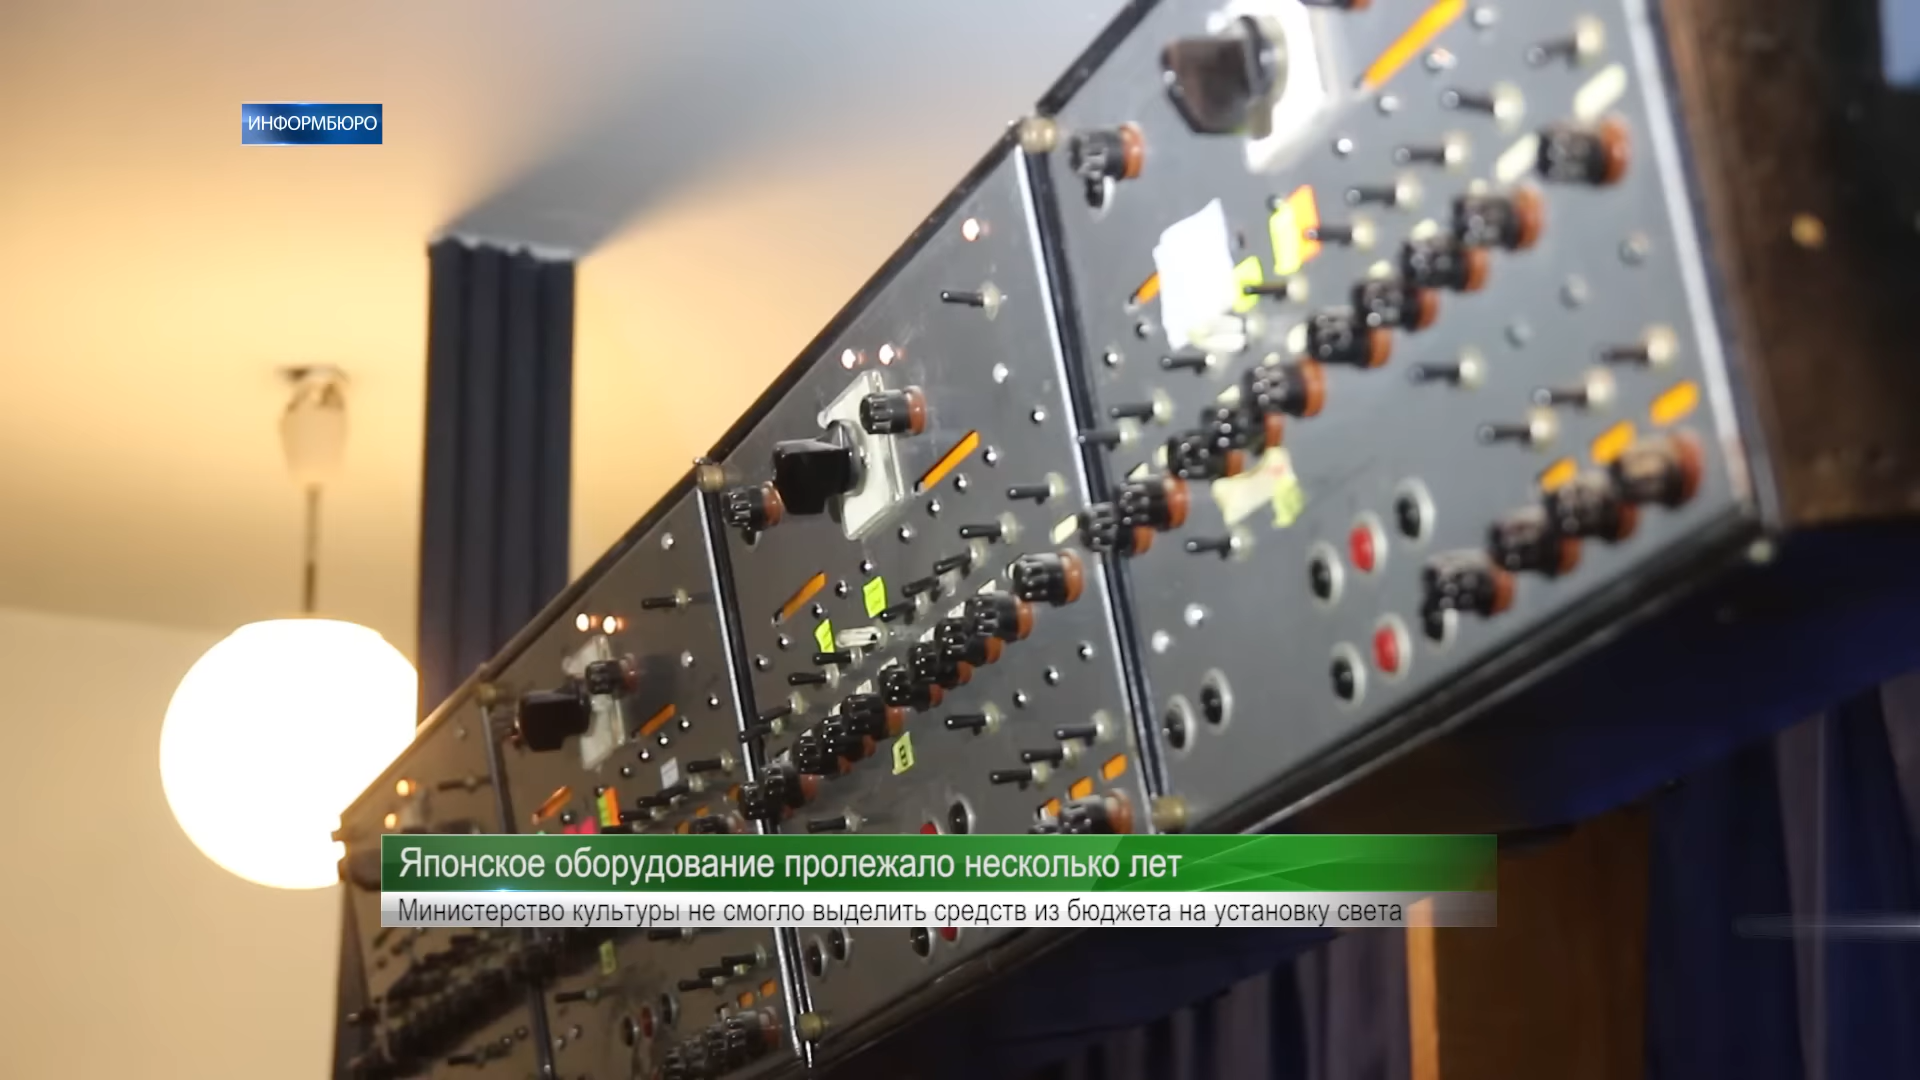 ИНФОРМБЮРО
Японское оборудование пролежало несколько лет
Министерство культуры не смогло выделить средств из бюджета на установку света